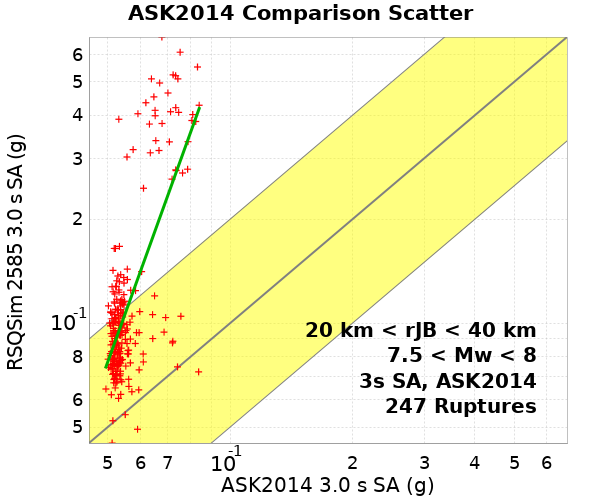 ASK2014 Comparison Scatter
RSQSim 2585 3.0 s SA (g)
6
5
4
3
2
10-1
8
6
5
20 km < rJB < 40 km
7.5 < Mw < 8
3s SA, ASK2014
247 Ruptures
5 6 7 10-1 2 3 4 5 6
ASK2014 3.0 s SA (g)